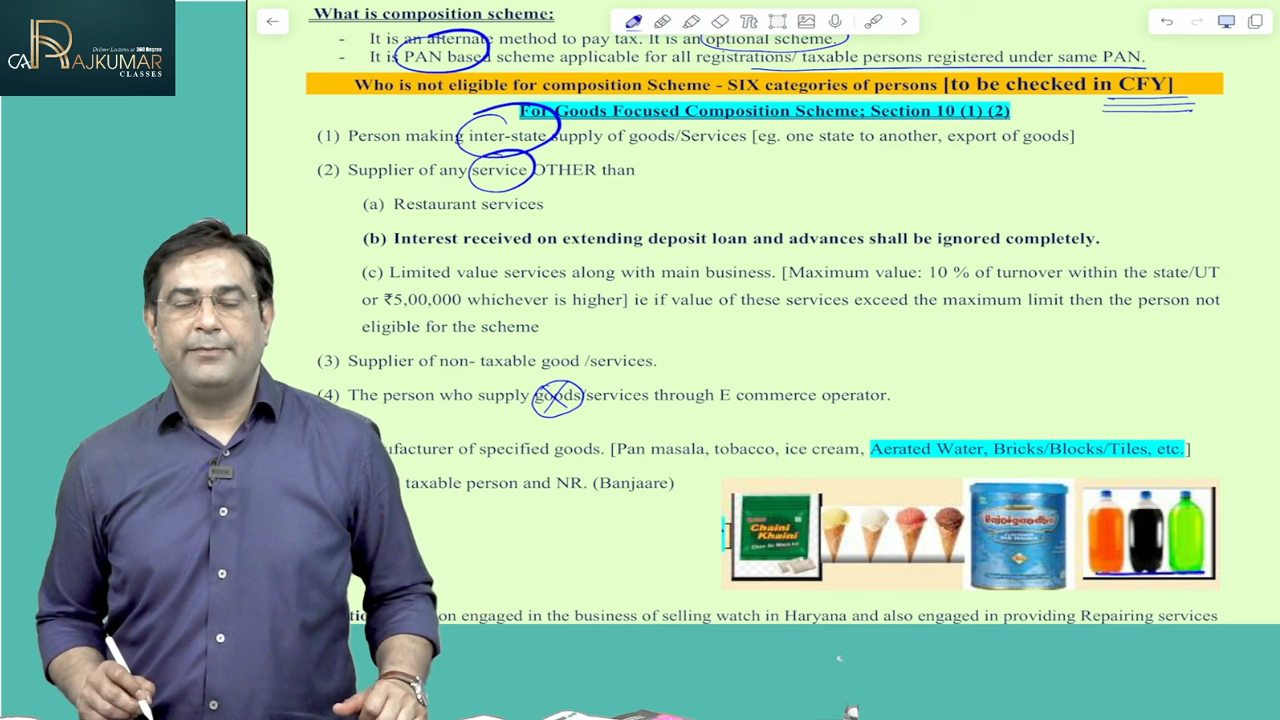 Deliver Lectures at 360 Degree
CA RAJKUMAR
CLASSES
What is composition scheme:
- It is an alternate method to pay tax. It is an optional scheme.
- It is PAN based scheme applicable for all registrations/ taxable persons registered under same PAN.
Who is not eligible for composition Scheme - SIX categories of persons [to be checked in CFY]
For Goods Focused Composition Scheme; Section 10 (1) (2)
(1) Person making inter-state supply of goods/Services [eg. one state to another, export of goods]
(2) Supplier of any service OTHER than
(a) Restaurant services
(b) Interest received on extending deposit loan and advances shall be ignored completely.
(c) Limited value services along with main business. [Maximum value: 10 % of turnover within the state/UT
or ₹5,00,000 whichever is higher] ie if value of these services exceed the maximum limit then the person not
eligible for the scheme
(3) Supplier of non- taxable good /services.
(4) The person who supply goods/services through E commerce operator.
ufacturer of specified goods. [Pan masala, tobacco, ice cream, Aerated Water, Bricks/Blocks/Tiles, etc.]
taxable person and NR. (Banjaare)
Chaini
Khaini
on engaged in the business of selling watch in Haryana and also engaged in providing Repairing services